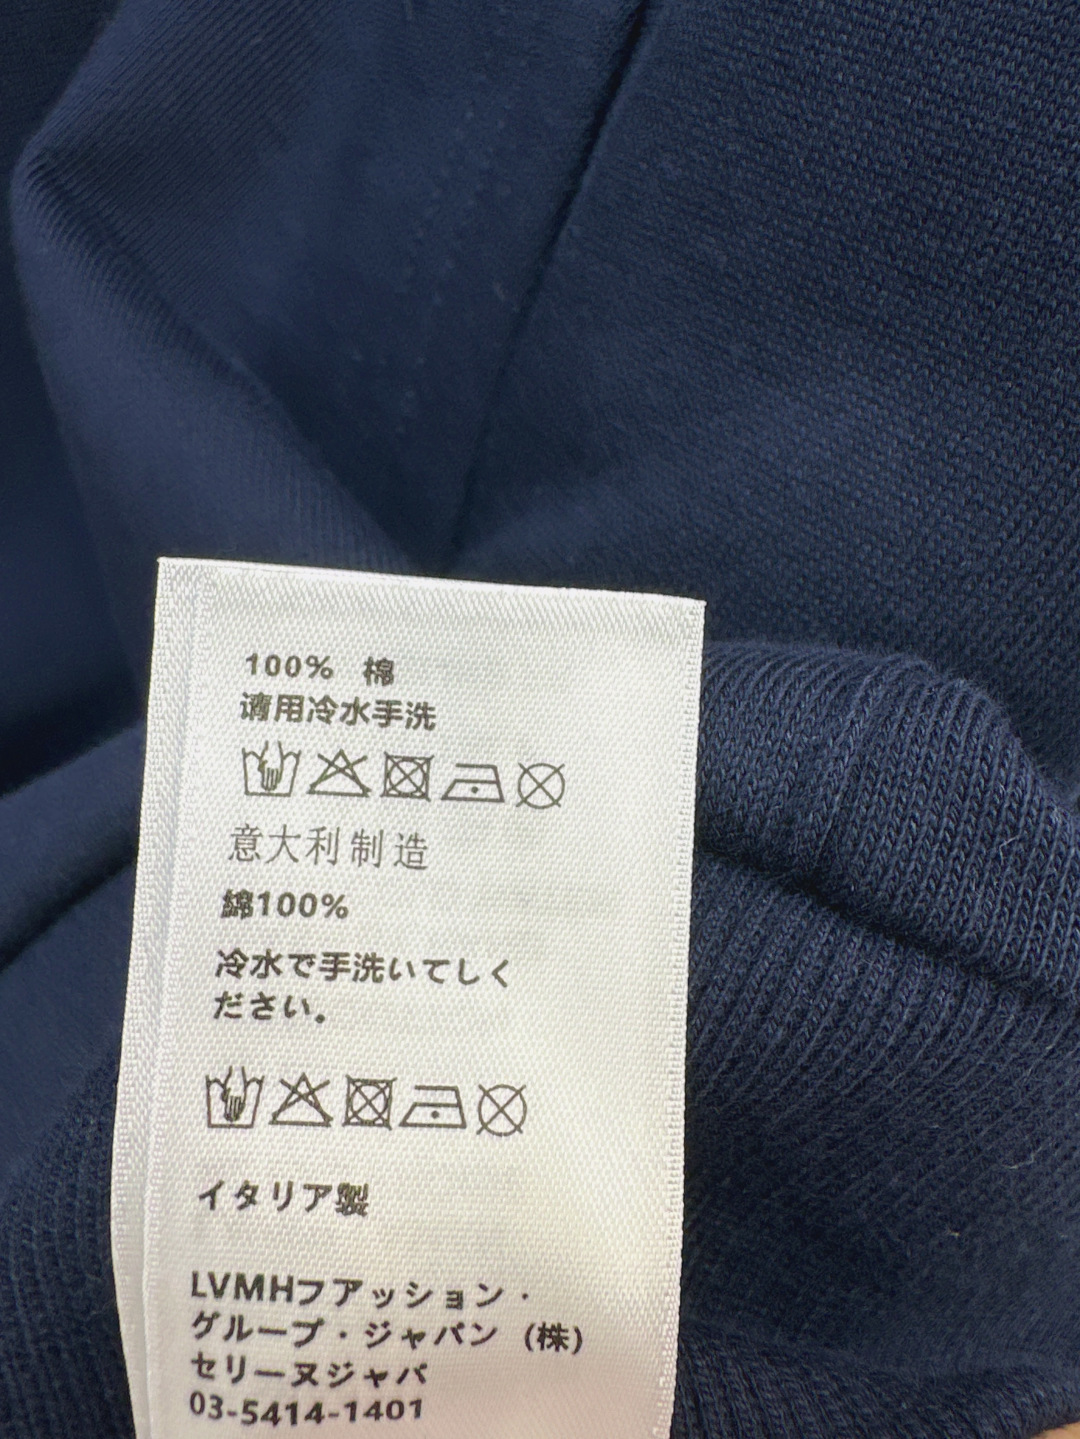 100% 棉
请用冷水手洗
意大利制造
綿100%
冷水で手洗いてしく
ださい。
イタリア製
LVMHフアッション・
グループ・ジャパン (株)
セリーヌジャパ
03-5414-1401